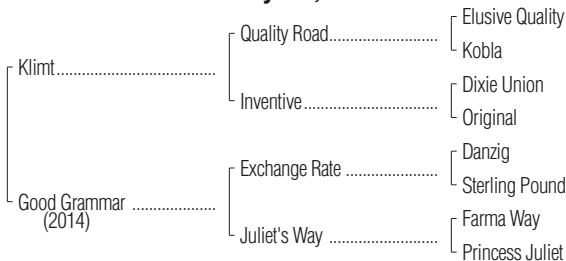 Elusive Quality
Quality Road
Kobla
Klimt
Dixie Union
Inventive
Original
Danzig
Exchange Rate
Sterling Pound
Good Grammar
(2014)
Farma Way
Juliet's Way
Princess Juliet